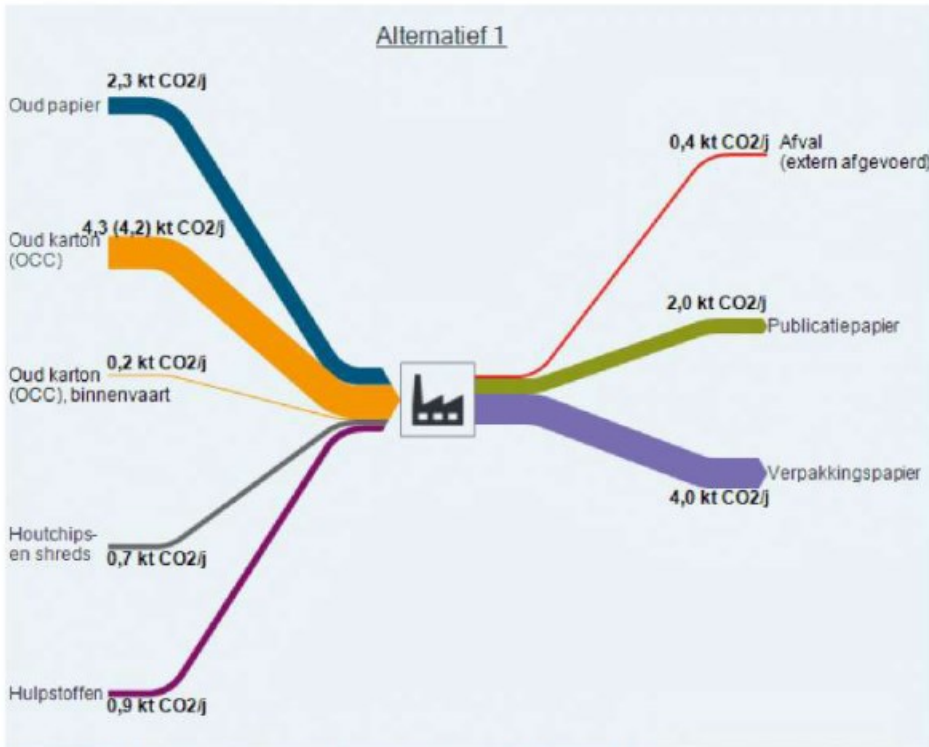 Alternatief 1
2,3 kt CO2/j
Oud papier
4,3 (4,2) kt CO2/j
Oud karton
(OCC)
0,2 kt CO2/j
Oud karton
(OCC), binnenvaart
Houtchips-
en shreds
0,7 kt CO2/j
Hulpstoffen
0,9 kt CO2/j
0,4 kt CO2/j
Afval
(extern afgevoerd)
2,0 kt CO2/j
Publicatiepapier
Verpakkingspapier
4,0 kt CO2/j